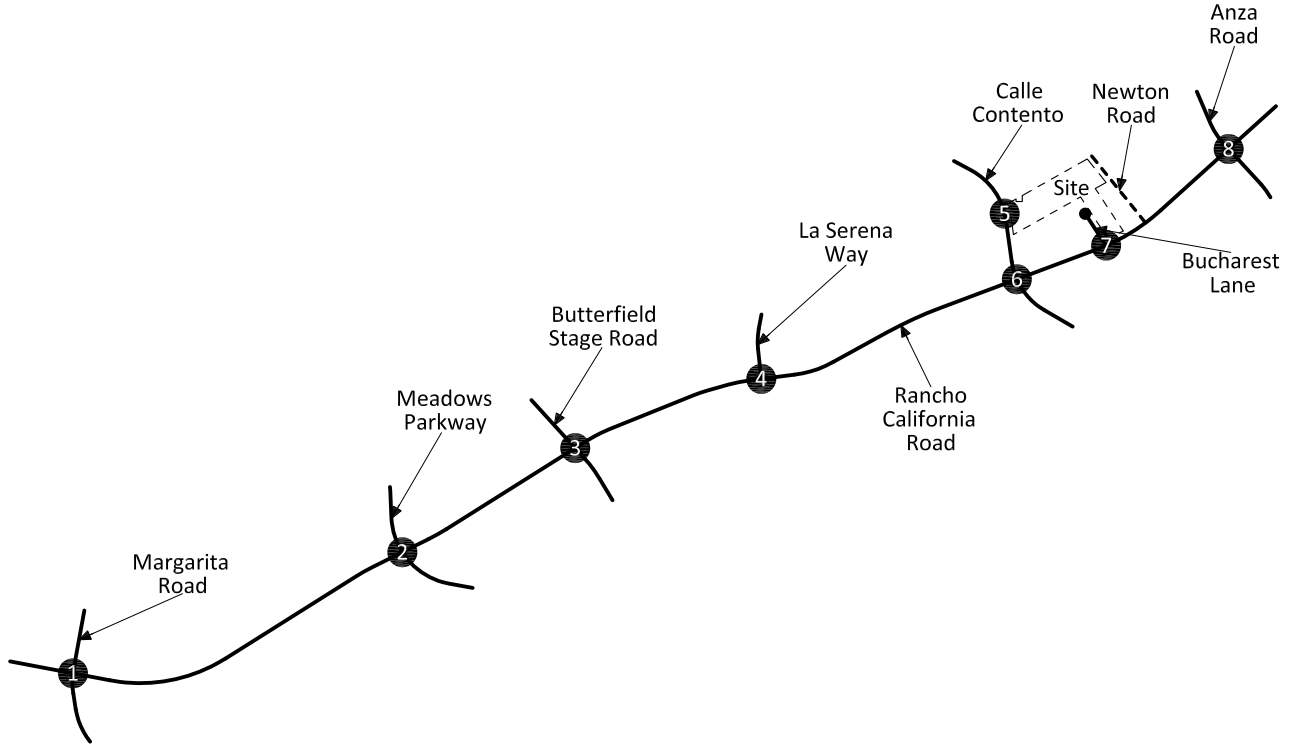 Anza
Road
Calle
Contento
Newton
Road
8
Site
5
La Serena
Way
7
Bucharest
Lane
6
Butterfield
Stage Road
4
Rancho
California
Road
Meadows
Parkway
3
2
Margarita
Road
1